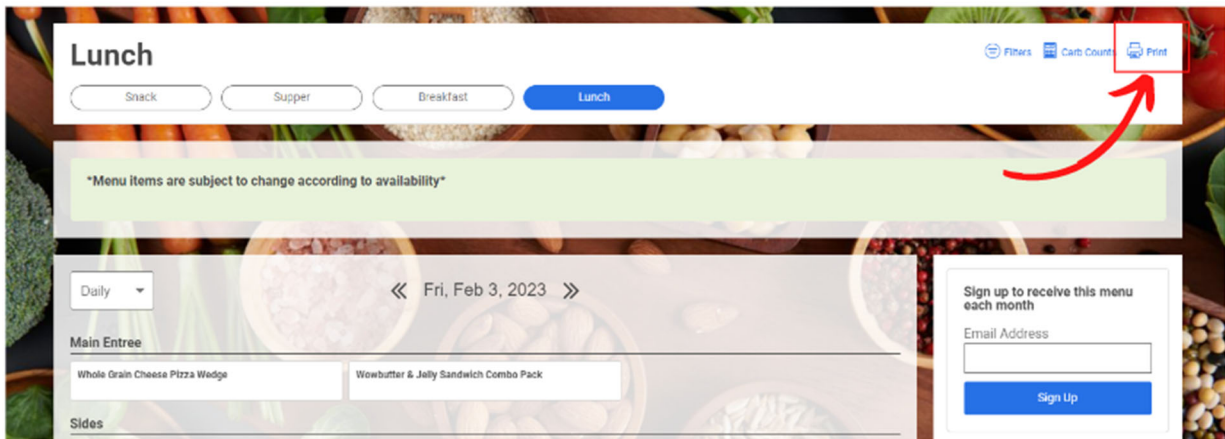 Lunch
Filters
Carb Counts
Print
Snack
Supper
Breakfast
Lunch
*Menu items are subject to change according to availability*
Daily
Fri, Feb 3, 2023
Main Entree
Whole Grain Cheese Pizza Wedge
Wowbutter & Jelly Sandwich Combo Pack
Sides
Sign up to receive this menu
each month
Email Address
Sign Up